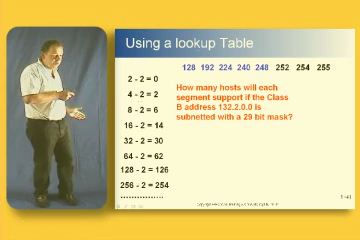 Using a lookup Table
128 192 224 240 248 252 254 255
2 - 2 = 0
4 - 2 = 2
8 - 2 = 6
16 - 2 = 14
32 - 2 = 30
64 - 2 = 62
128 - 2 = 126
256 - 2 = 254
................
How many hosts will each
segment support if the Class
B address 132.2.0.0 is
subnetted with a 29 bit mask?